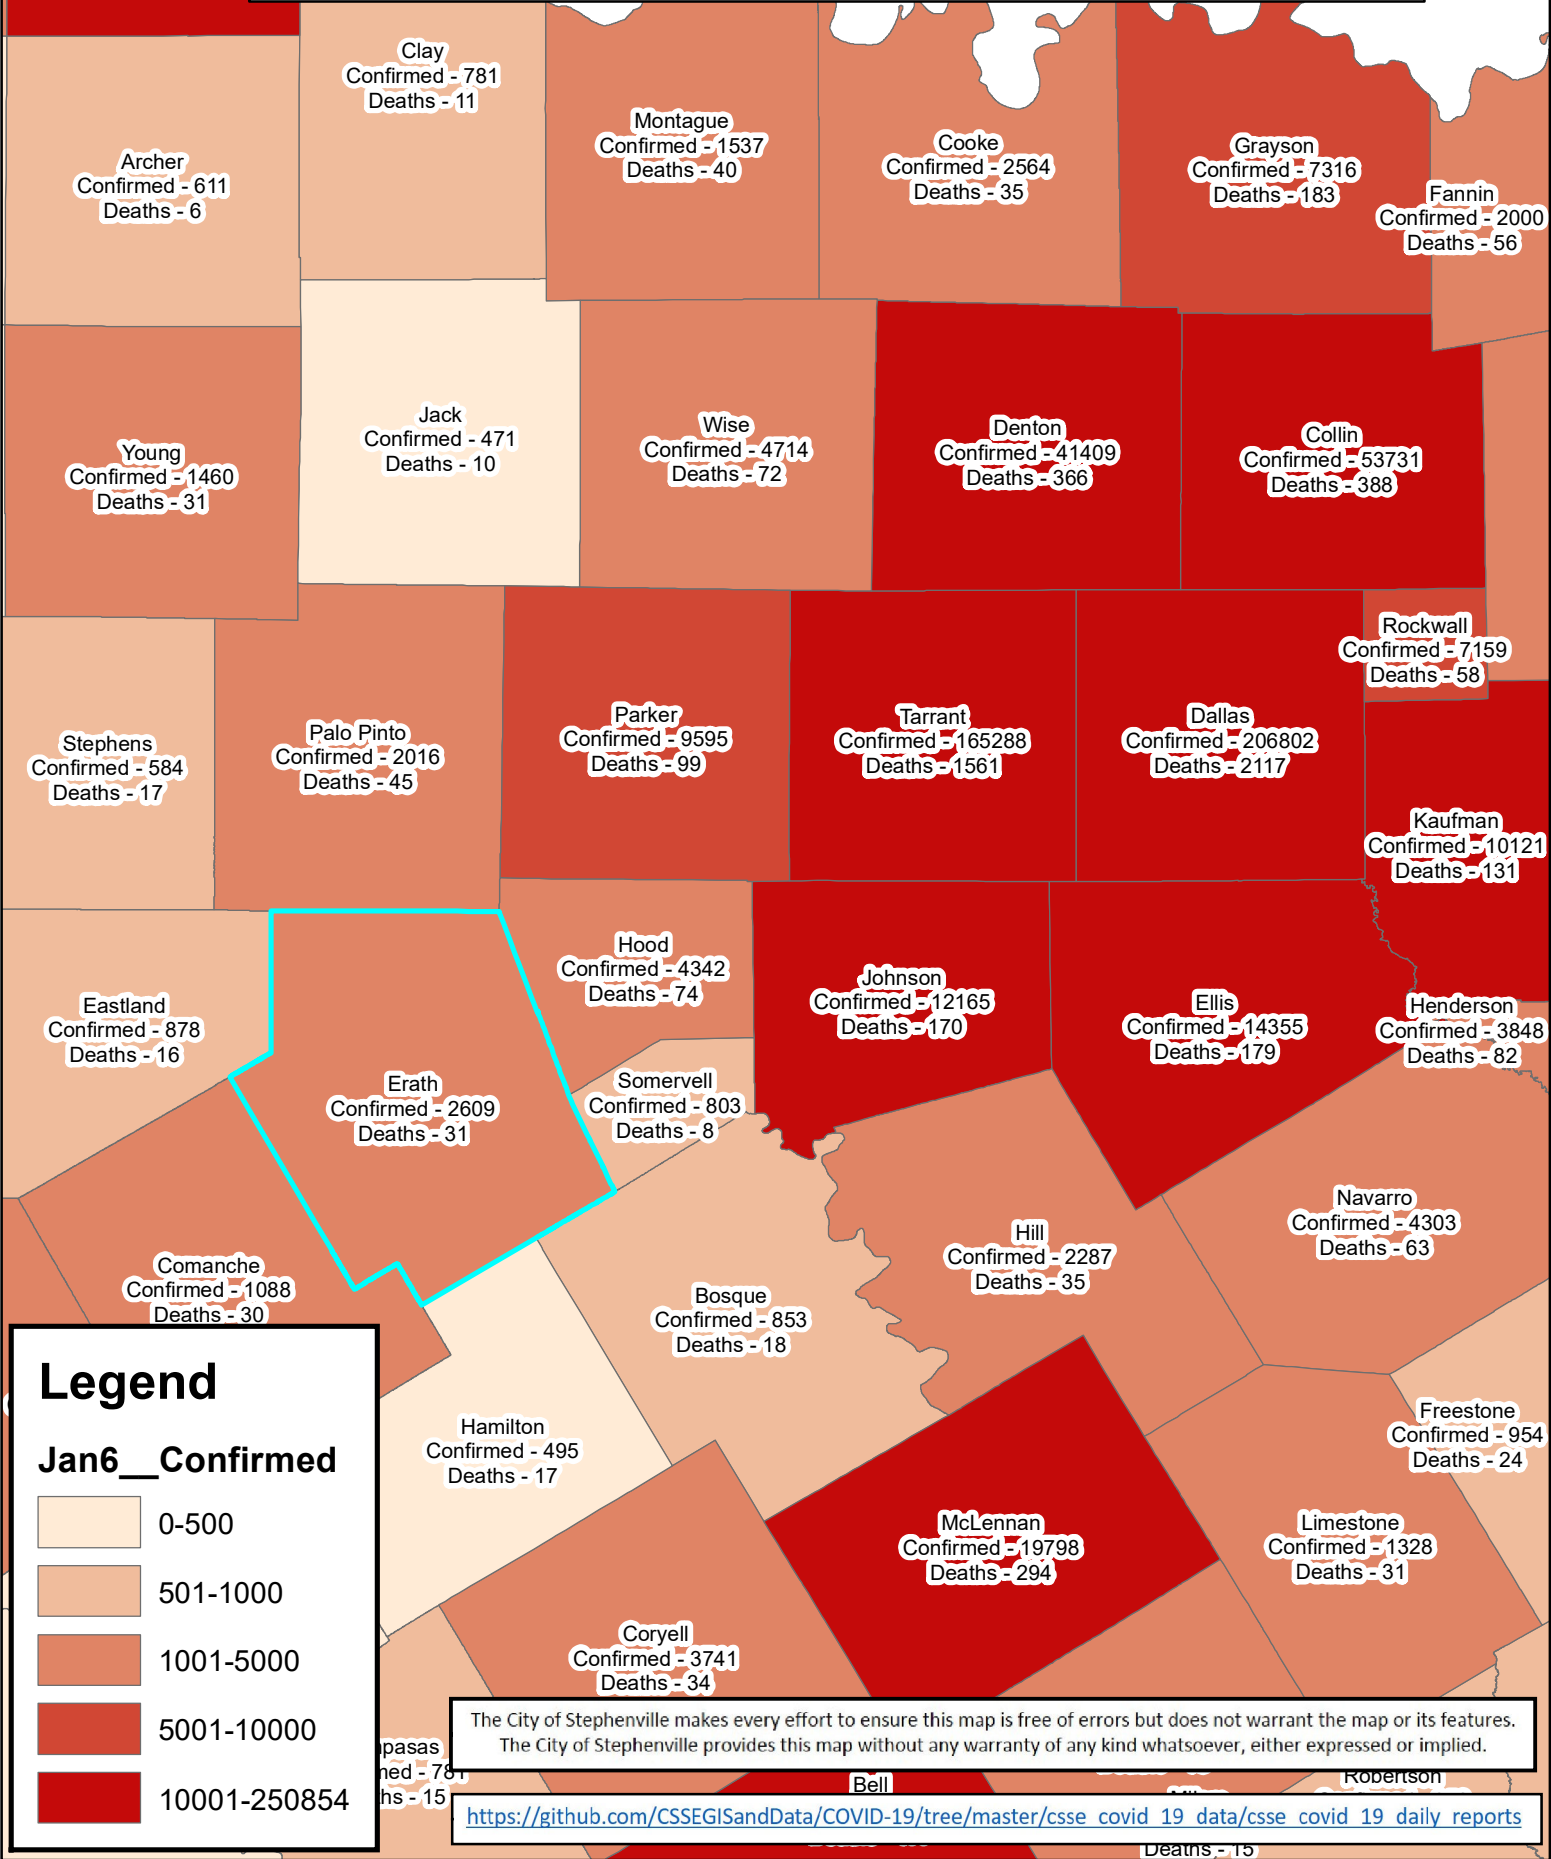 Clay
Confirmed - 781
Deaths - 11
Montague
Confirmed - 1537
Deaths - 40
Cooke
Confirmed - 2564
Deaths - 35
Grayson
Confirmed - 7316
Deaths - 183
Archer
Confirmed - 611
Deaths - 6
Fannin
Confirmed - 2000
Deaths - 56
Jack
Confirmed - 471
Deaths - 10
Wise
Confirmed - 4714
Deaths - 72
Denton
Confirmed - 41409
Deaths - 366
Collin
Confirmed - 53731
Deaths - 388
Young
Confirmed - 1460
Deaths - 31
Rockwall
Confirmed - 7159
Deaths - 58
Stephens
Confirmed - 584
Deaths - 17
Palo Pinto
Confirmed - 2016
Deaths - 45
Parker
Confirmed - 9595
Deaths - 99
Tarrant
Confirmed - 165288
Deaths - 1561
Dallas
Confirmed - 206802
Deaths - 2117
Kaufman
Confirmed - 10121
Deaths - 131
Hood
Confirmed - 4342
Deaths - 74
Johnson
Confirmed - 12165
Deaths - 170
Ellis
Confirmed - 14355
Deaths - 179
Henderson
Confirmed - 3848
Deaths - 82
Eastland
Confirmed - 878
Deaths - 16
Erath
Confirmed - 2609
Deaths - 31
Somervell
Confirmed - 803
Deaths - 8
Navarro
Confirmed - 4303
Deaths - 63
Hill
Confirmed - 2287
Deaths - 35
Comanche
Confirmed - 1088
Deaths - 30
Bosque
Confirmed - 853
Deaths - 18
Hamilton
Confirmed - 495
Deaths - 17
Freestone
Confirmed - 954
Deaths - 24
McLennan
Confirmed - 19798
Deaths - 294
Limestone
Confirmed - 1328
Deaths - 31
Coryell
Confirmed - 3741
Deaths - 34
Legend
Jan6__Confirmed
0-500
501-1000
1001-5000
5001-10000
10001-250854
pasas
med - 781
ths - 15
The City of Stephenville makes every effort to ensure this map is free of errors but does not warrant the map or its features.
The City of Stephenville provides this map without any warranty of any kind whatsoever, either expressed or implied.
Bell
Robertson
https://github.com/CSSEGISandData/COVID-19/tree/master/csse_covid_19_data/csse_covid_19_daily_reports
Deaths - 15